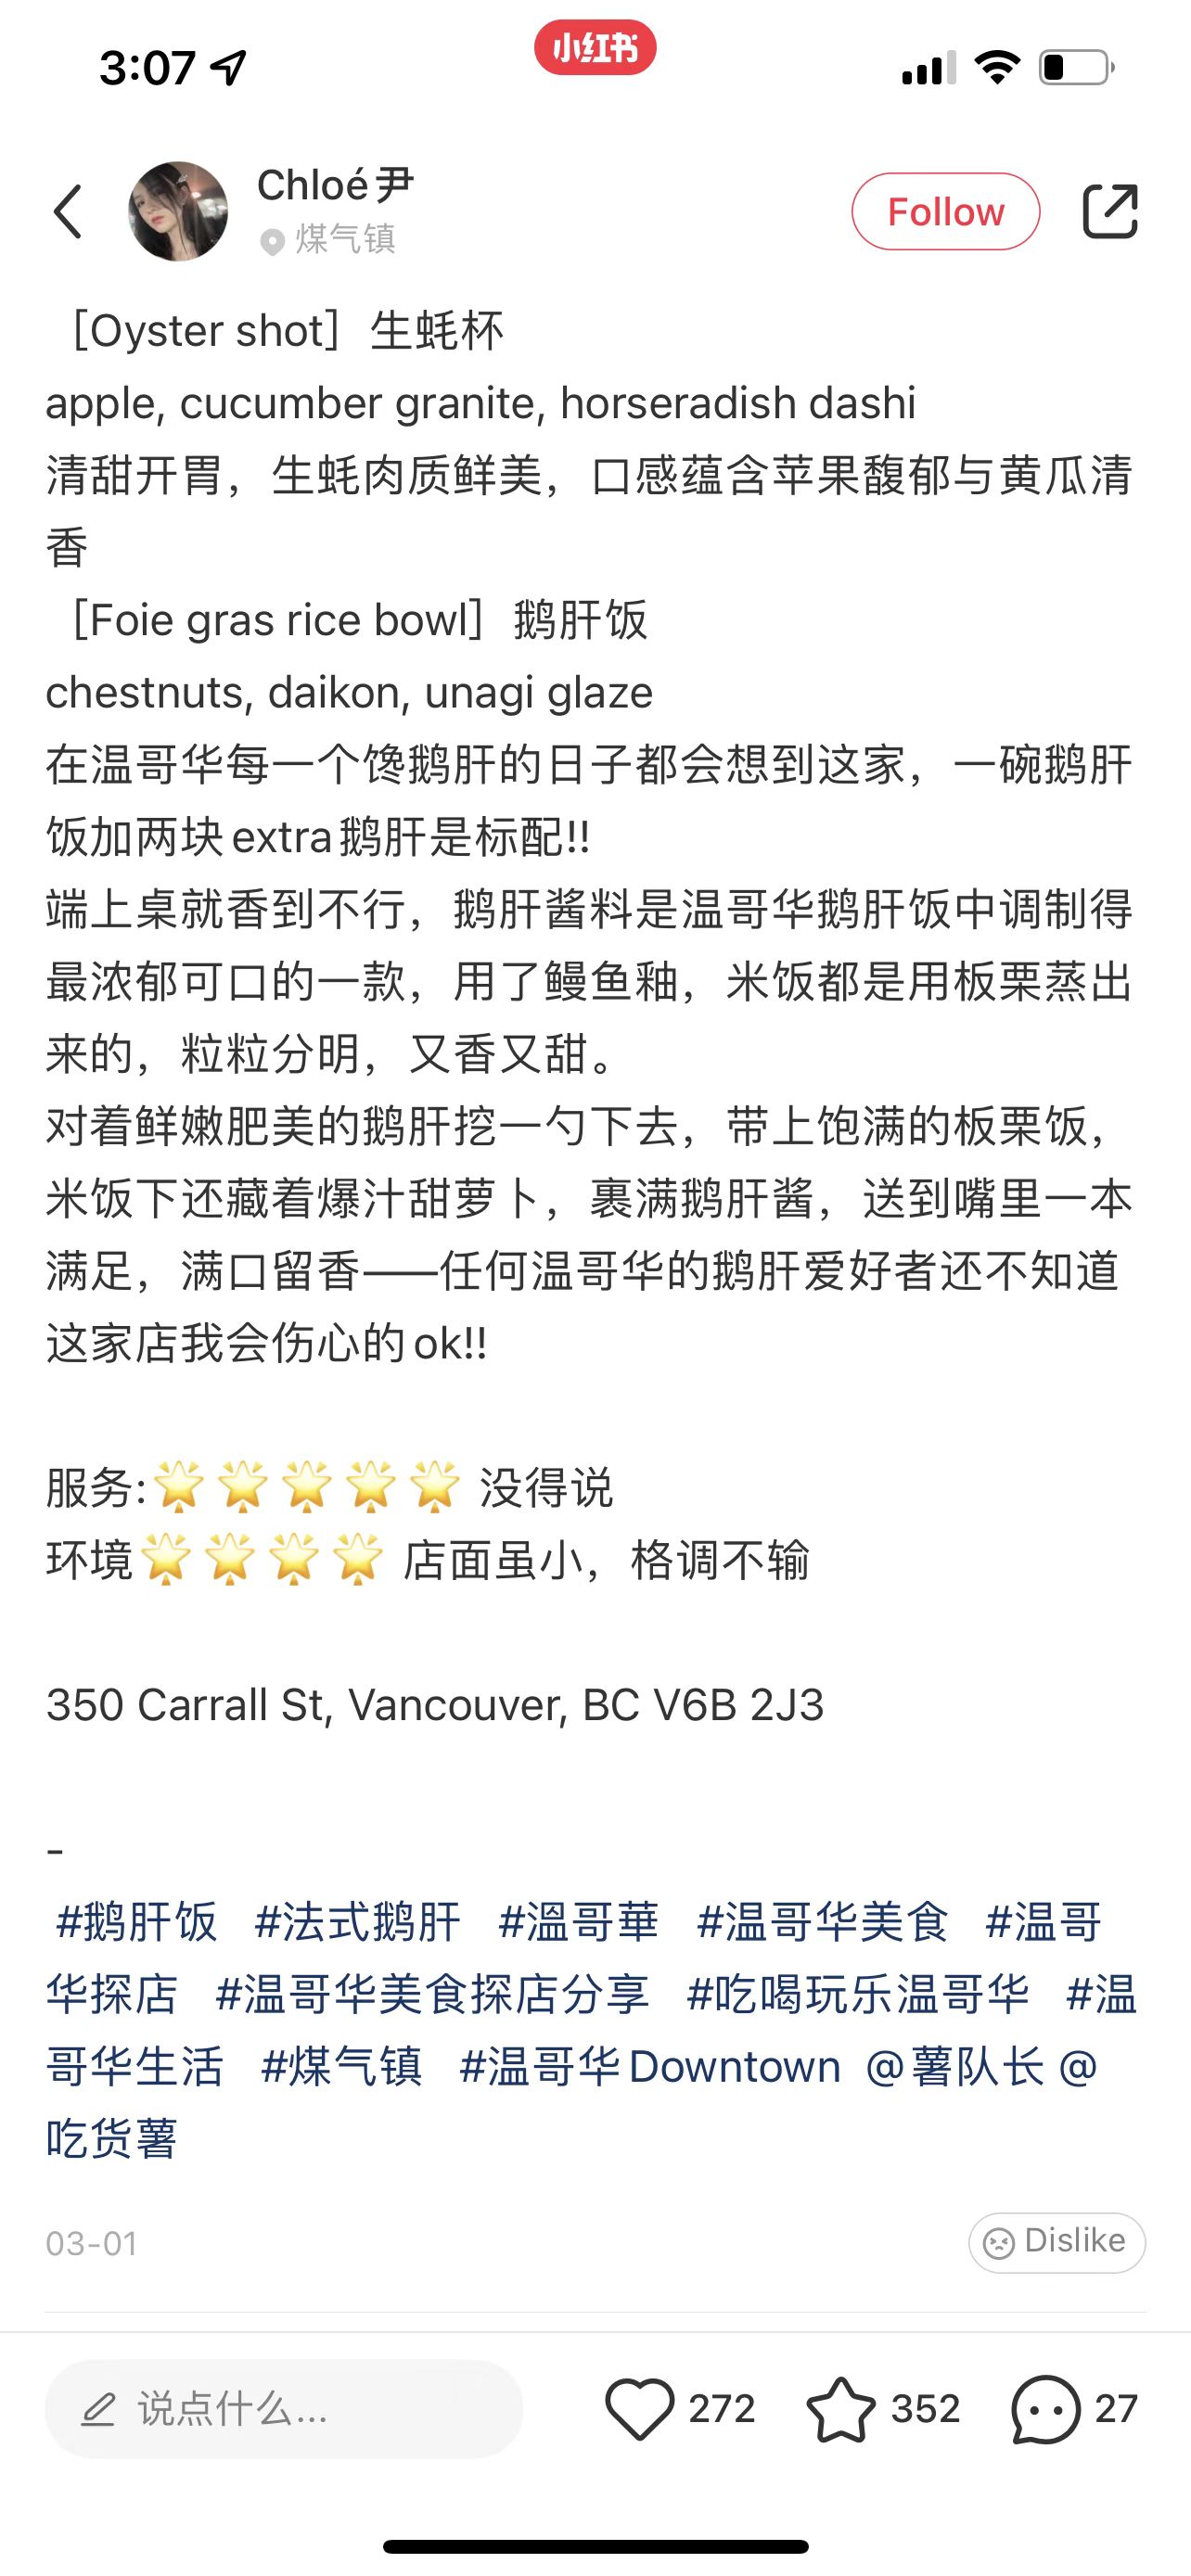 3:07
小红书
Chloé尹
煤气镇
Follow
［Oyster shot］生蚝杯
apple, cucumber granite, horseradish dashi
清甜开胃，生蚝肉质鲜美，口感蕴含苹果馥郁与黄瓜清
香
［Foie gras rice bowl］鹅肝饭
chestnuts, daikon, unagi glaze
在温哥华每一个馋鹅肝的日子都会想到这家，一碗鹅肝
饭加两块extra鹅肝是标配!!
端上桌就香到不行，鹅肝酱料是温哥华鹅肝饭中调制得
最浓郁可口的一款，用了鳗鱼釉，米饭都是用板栗蒸出
来的，粒粒分明，又香又甜。
对着鲜嫩肥美的鹅肝挖一勺下去，带上饱满的板栗饭，
米饭下还藏着爆汁甜萝卜，裹满鹅肝酱，送到嘴里一本
满足，满口留香——任何温哥华的鹅肝爱好者还不知道
这家店我会伤心的ok!!
服务:🌟🌟🌟🌟🌟 没得说
环境🌟🌟🌟🌟 店面虽小，格调不输
350 Carrall St, Vancouver, BC V6B 2J3
-
#鹅肝饭 #法式鹅肝 #溫哥華 #温哥华美食 #温哥
华探店 #温哥华美食探店分享 #吃喝玩乐温哥华 #温
哥华生活 #煤气镇 #温哥华Downtown @薯队长 @
吃货薯
03-01
Dislike
说点什么...
272
352
27